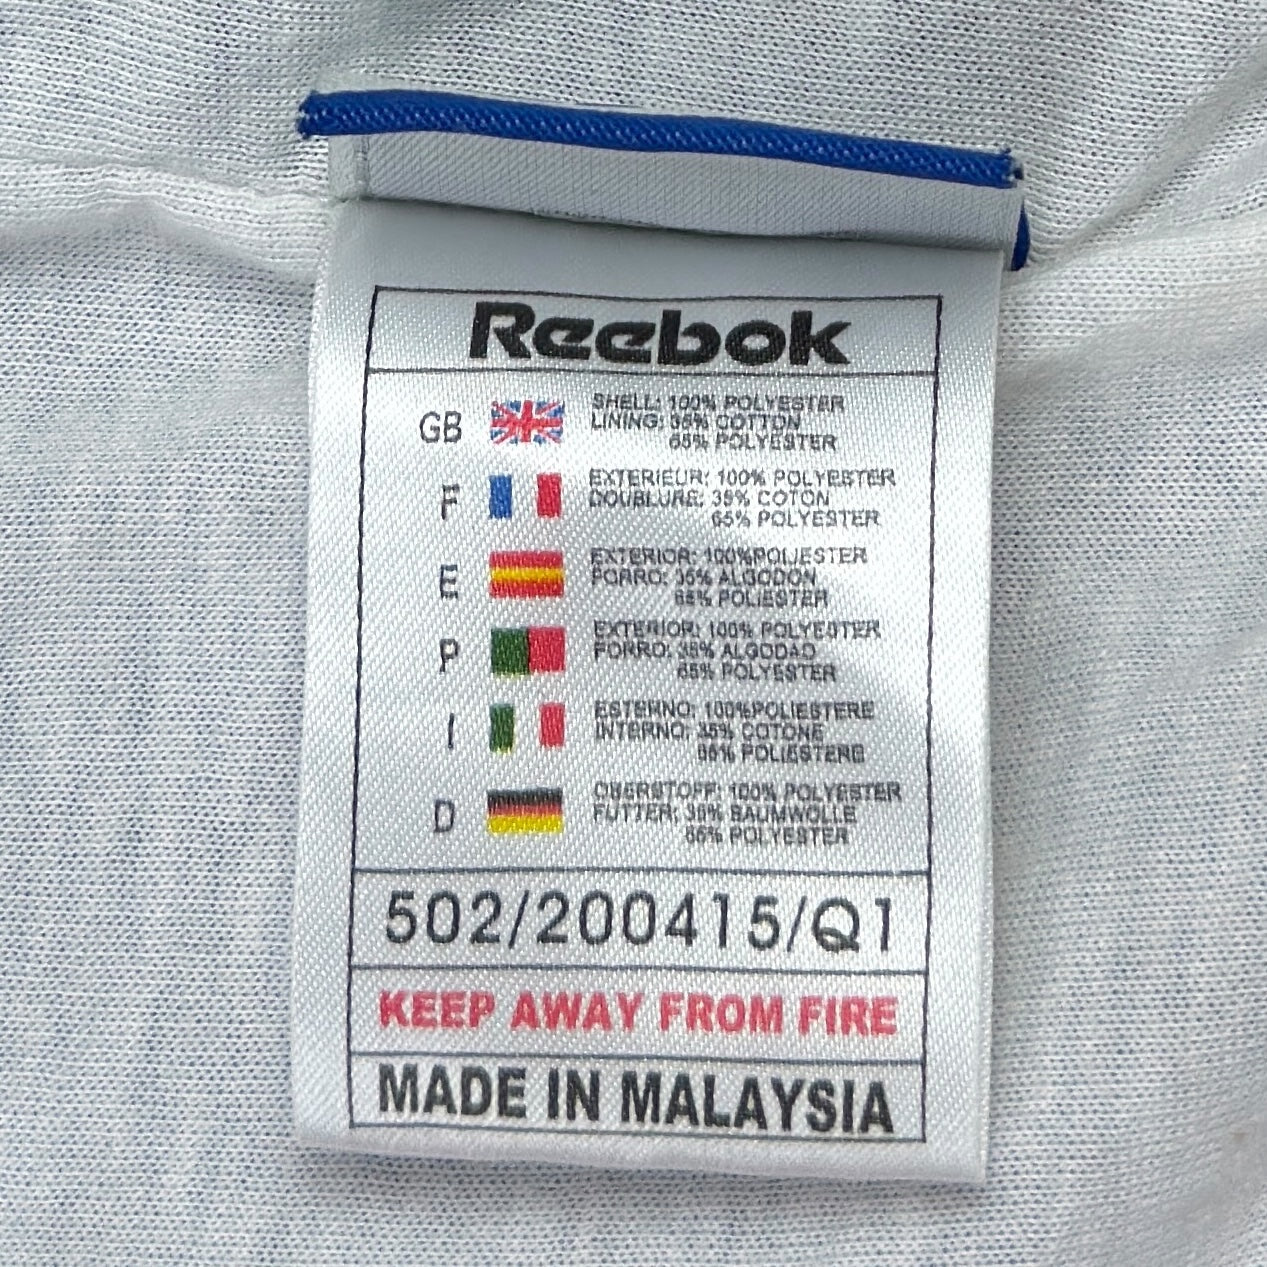 Reebok
GB SHELL: 100% POLYESTER
LINING: 35% COTTON
65% POLYESTER
F EXTERIEUR: 100% POLYESTER
DOUBLURE: 35% COTON
65% POLYESTER
E EXTERIOR: 100%POLIESTER
FORRO: 35% ALGODON
65% POLIESTER
P EXTERIOR: 100% POLYESTER
FORRO: 35% ALGODAO
65% POLYESTER
I ESTERNO: 100%POLIESTERE
INTERNO: 35% COTONE
65% POLIESTERE
D OBERSTOFF: 100% POLYESTER
FUTTER: 35% BAUMWOLLE
65% POLYESTER
502/200415/Q1
KEEP AWAY FROM FIRE
MADE IN MALAYSIA